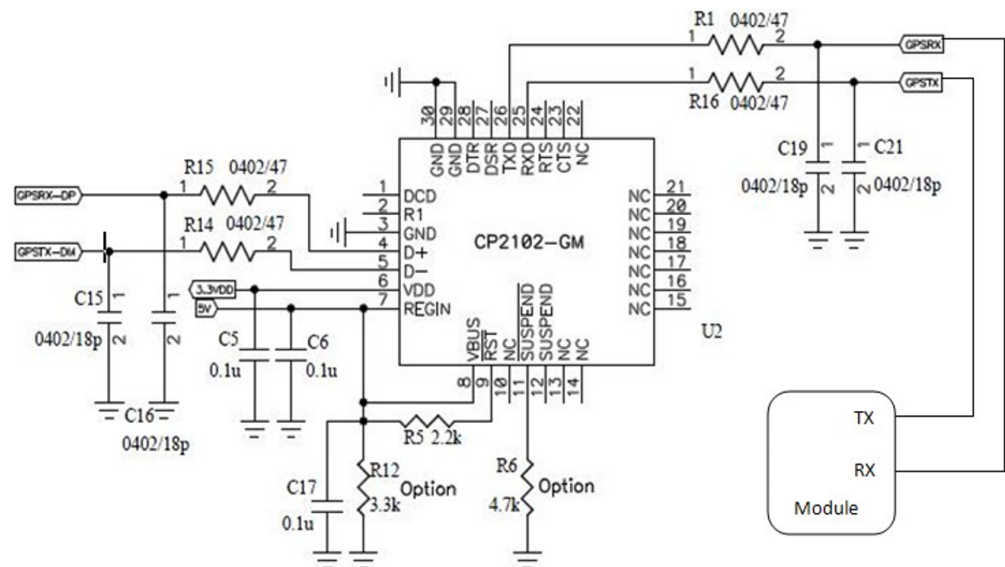 R1 0402/47
1 2
GPSRX
1 2
GPSTX
R16 0402/47
30 29 28 27 26 25 24 23 22
GND GND DTR DSR TXD RXD RTS CTS NC
C19 1
2
0402/18p
C21 1
2
0402/18p
R15 0402/47
GPSRX-DP
1 2
R14 0402/47
GPSTX-DM
1 2
1 DCD
2 R1
3 GND
4 D+
5 D-
6 VDD
7 REGIN
CP2102-GM
NC 21
NC 20
NC 19
NC 18
NC 17
NC 16
NC 15
U2
3.3VDD
5V
C15 1
2
0402/18p
1
2
C16
0402/18p
C5
0.1u
C6
0.1u
VBUS RST NC SUSPEND SUSPEND NC NC
8 9 10 11 12 13 14
R5 2.2k
R12
3.3k
Option
C17
0.1u
R6
4.7k
Option
TX
RX
Module